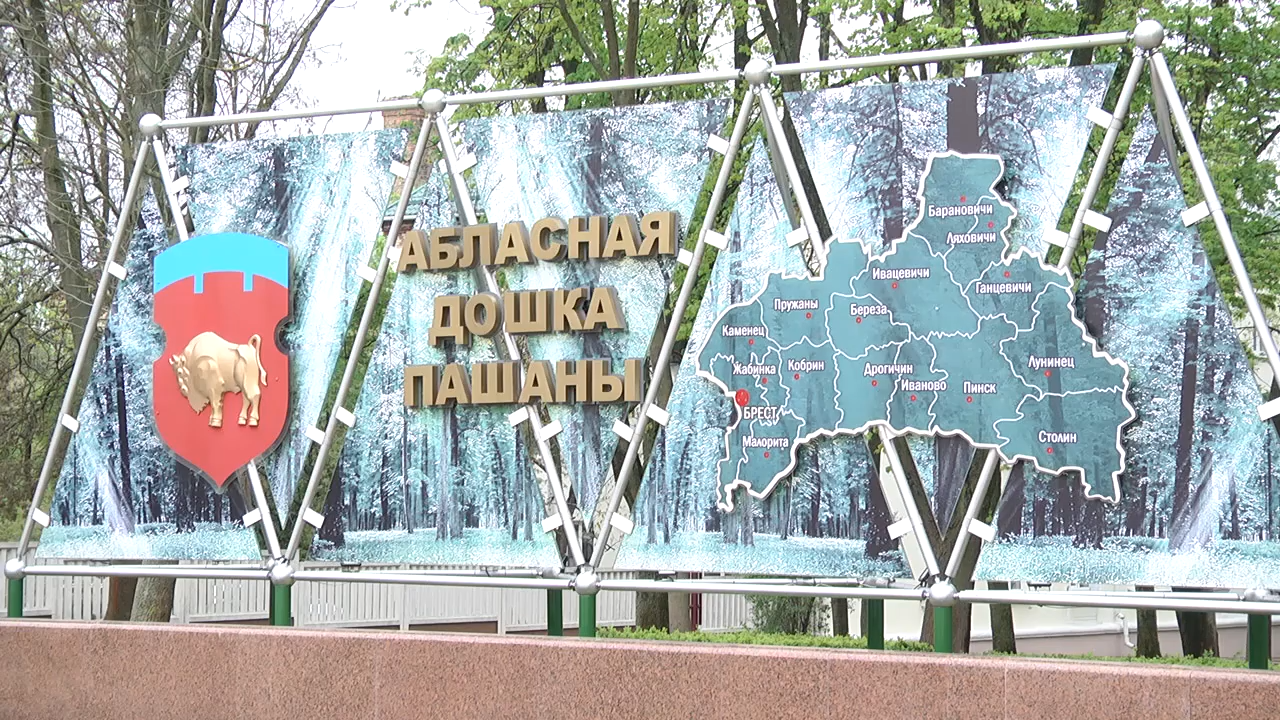 АБЛАСНАЯ
ДОШКА
ПАШАНЫ
Барановичи
Ляховичи
Ивацевичи
Ганцевичи
Пружаны
Береза
Каменец
Жабинка
Кобрин
Дрогичин
Иваново
Пинск
Лунинец
БРЕСТ
Малорита
Столин